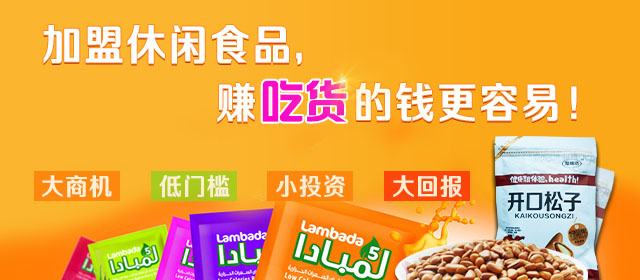 加盟休闲食品,
赚吃货的钱更容易!
大商机 低门槛 小投资 大回报
健康新体验,health!
开口松子
KAIKOUSONGZI
Lambada
لمبادا
5
Lambada
لمبادا
Lambada
لمبادا
5